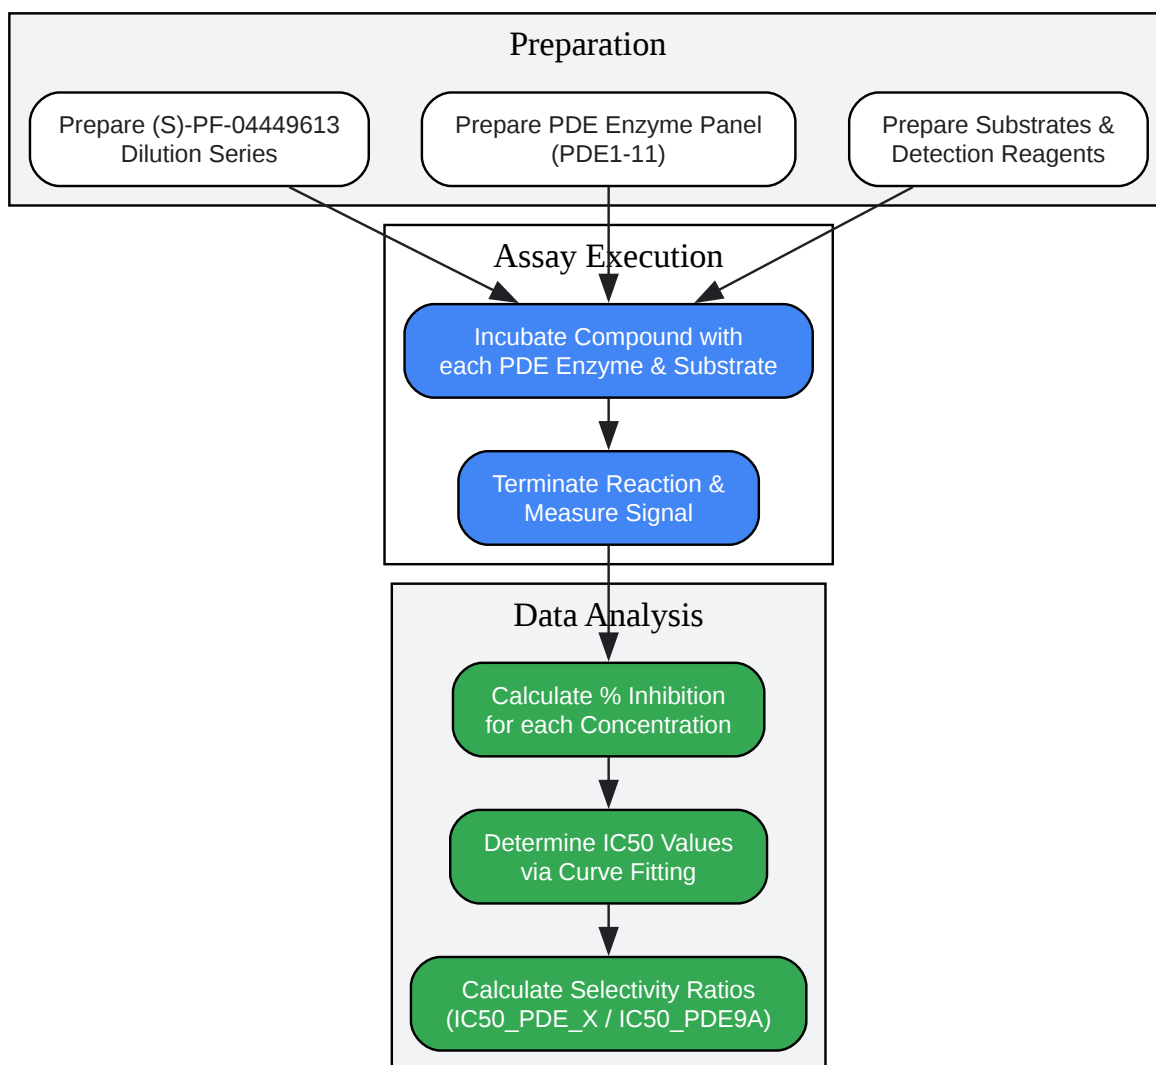 Preparation
Prepare (S)-PF-04449613
Dilution Series
Prepare PDE Enzyme Panel
(PDE1-11)
Prepare Substrates &
Detection Reagents
Assay Execution
Incubate Compound with
each PDE Enzyme & Substrate
Terminate Reaction &
Measure Signal
Data Analysis
Calculate % Inhibition
for each Concentration
Determine IC50 Values
via Curve Fitting
Calculate Selectivity Ratios
(IC50_PDE_X / IC50_PDE9A)